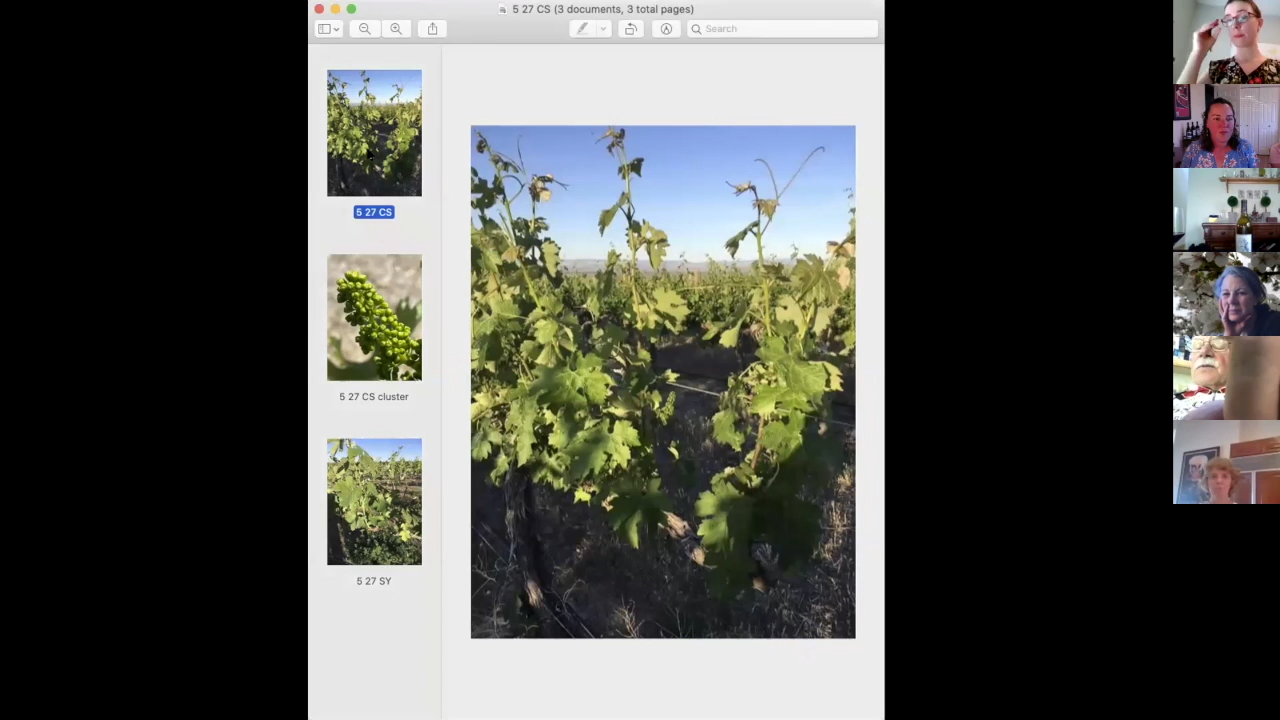 5 27 CS (3 documents, 3 total pages)
Search
5 27 CS
5 27 CS cluster
5 27 SY